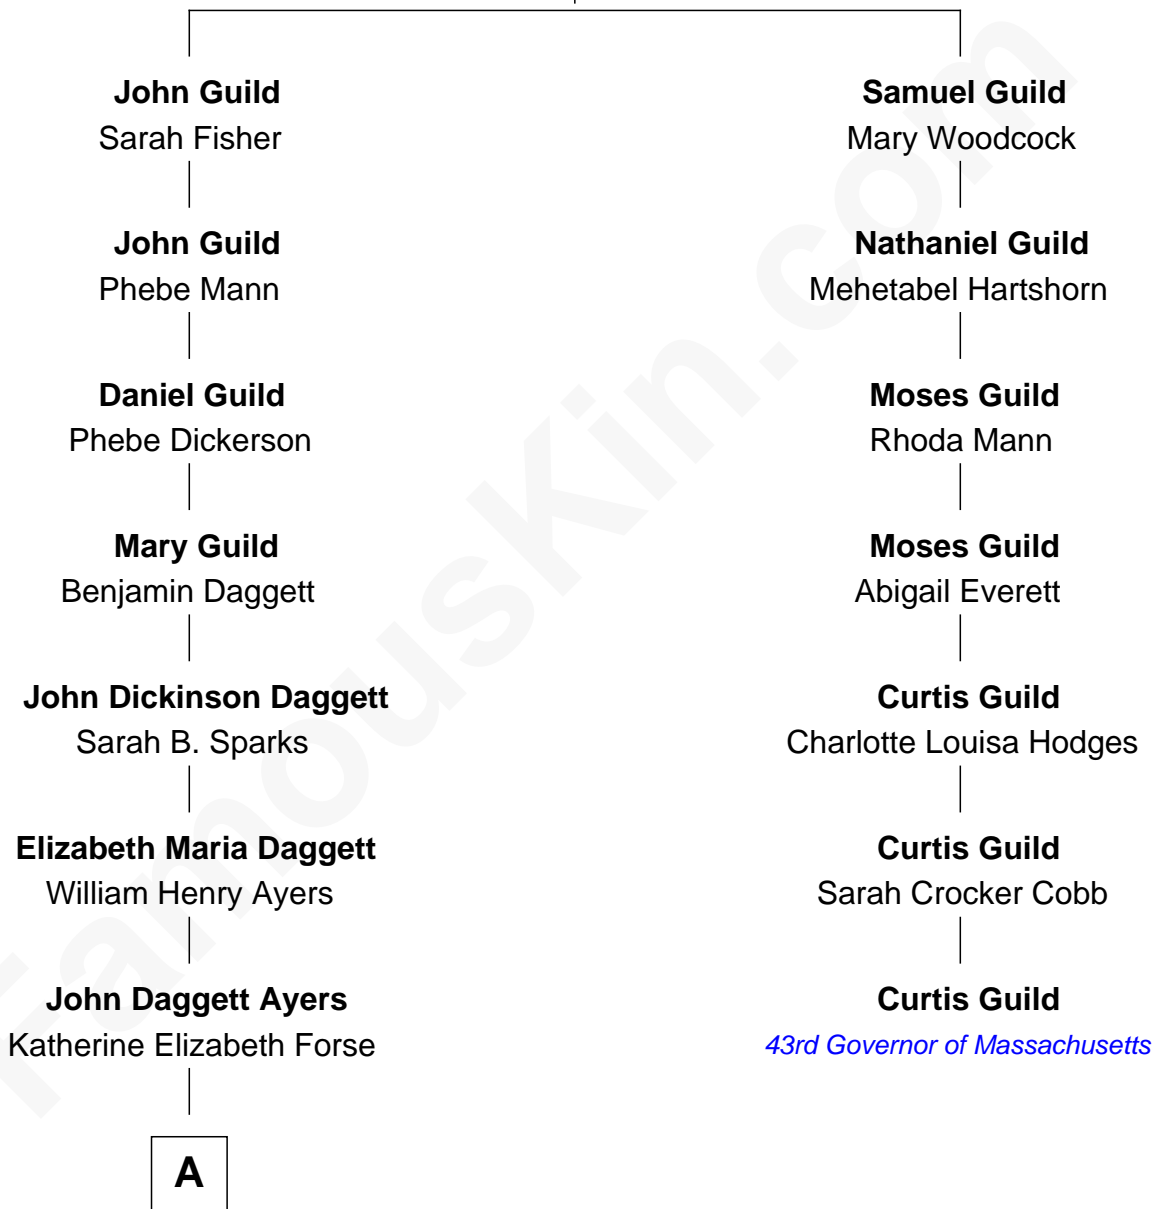 John Guild
Sarah Fisher
Samuel Guild
Mary Woodcock
John Guild
Phebe Mann
Nathaniel Guild
Mehetabel Hartshorn
Daniel Guild
Phebe Dickerson
Moses Guild
Rhoda Mann
Mary Guild
Benjamin Daggett
Moses Guild
Abigail Everett
John Dickinson Daggett
Sarah B. Sparks
Curtis Guild
Charlotte Louisa Hodges
Elizabeth Maria Daggett
William Henry Ayers
Curtis Guild
Sarah Crocker Cobb
John Daggett Ayers
Katherine Elizabeth Forse
Curtis Guild
43rd Governor of Massachusetts
A
FamousKin.com